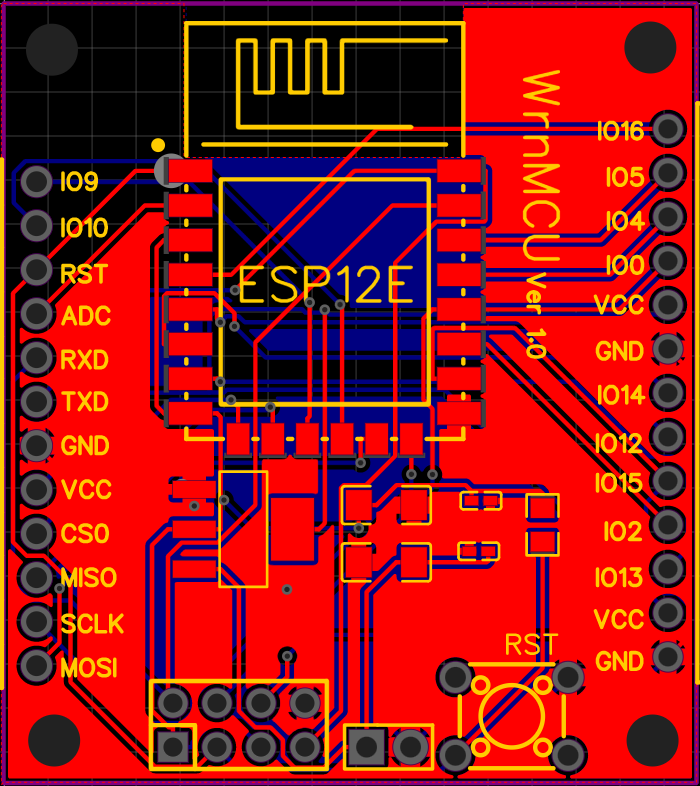 WrnMCU ver 1.0
ESP12E
IO9
IO10
RST
ADC
RXD
TXD
GND
VCC
CS0
MISO
SCLK
MOSI
IO16
IO5
IO4
IO0
VCC
GND
IO14
IO12
IO15
IO2
IO13
VCC
GND
RST